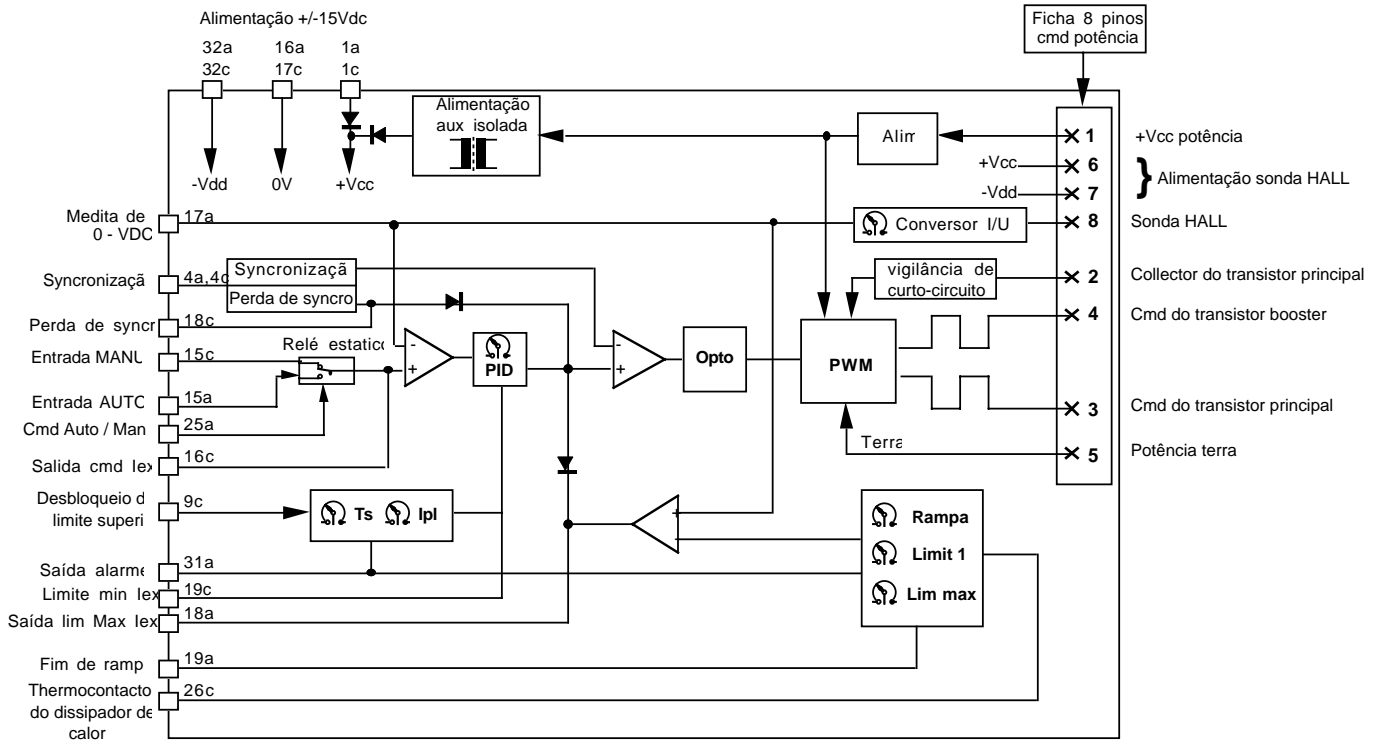 Alimentação +/-15Vdc
32a 16a 1a
32c 17c 1c
Ficha 8 pinos
cmd potência
Alimentação
aux isolada
Alim
1
+Vcc potência
+Vcc
6
-Vdd
7
} Alimentação sonda HALL
-Vdd
0V
+Vcc
Medita de
0 - VDC
17a
Conversor I/U
8
Sonda HALL
Syncronizaçã
4a,4c
Syncronizaçã
Perda de syncro
vigilância de
curto-circuito
2
Collector do transistor principal
4
Cmd do transistor booster
Perda de syncr
18c
Entrada MANU
15c
Relé estatico
-
+
PID
-
+
Opto
PWM
Entrada AUTO
15a
3
Cmd do transistor principal
Cmd Auto / Man
25a
Terra
5
Potência terra
Salida cmd Iex
16c
Desbloqueio d
limite superi
9c
Ts
Ipl
+
-
Rampa
Limit 1
Lim max
Saída alarme
31a
Limite min Iex
19c
Saída lim Max Iex
18a
Fim de ramp
19a
Thermocontacto
do dissipador de
calor
26c